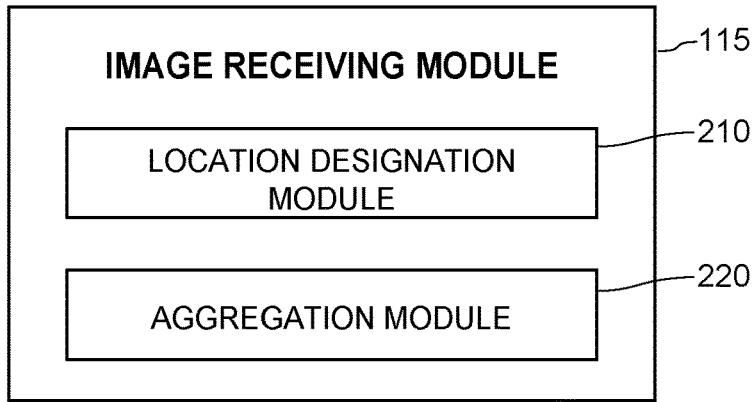 IMAGE RECEIVING MODULE
115
LOCATION DESIGNATION
MODULE
210
AGGREGATION MODULE
220